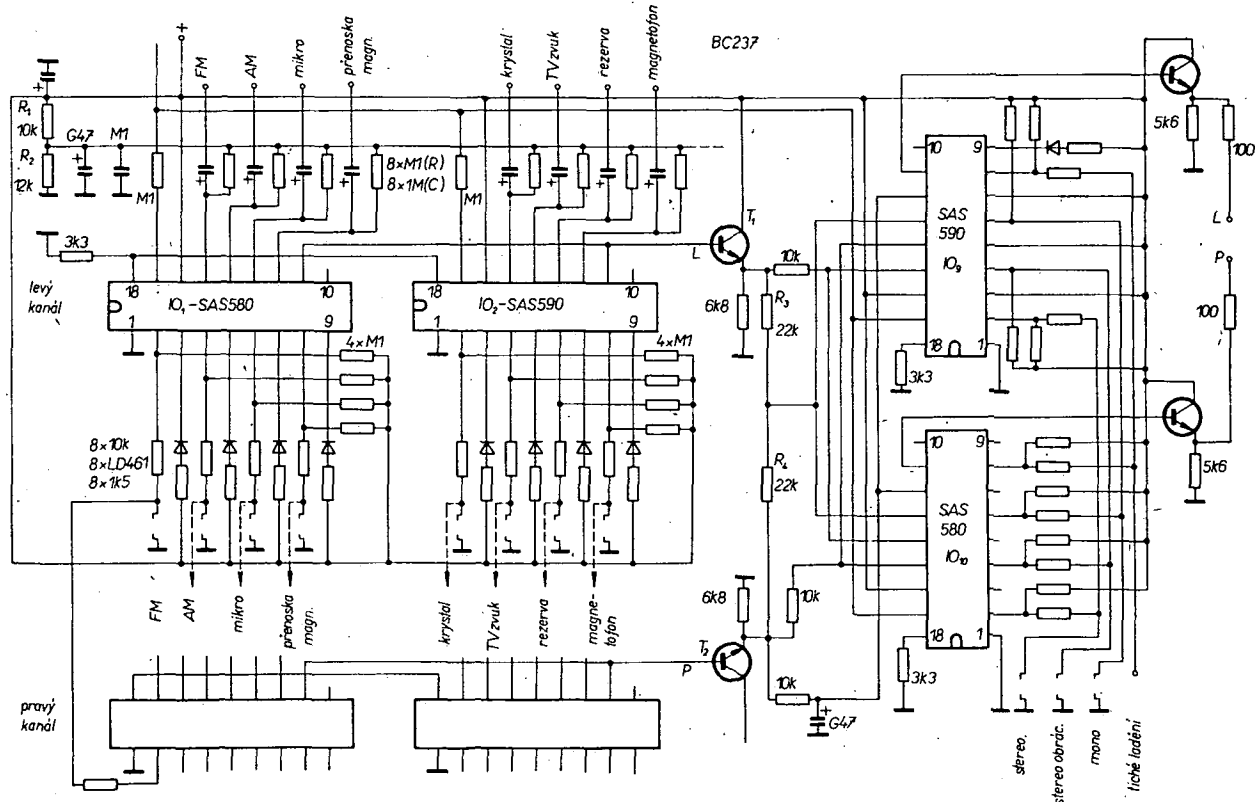 +
FM
AM
mikro
přenoska
magn.
krystal
TV zvuk
řezerva
magnetofon
BC237
R1
10k
R2
12k
+
G47
M1
M1
+
+
+
+
8×M1(R)
8×1M(C)
M1
+
+
+
+
3k3
levý
kanál
18
10
IO1-SAS580
1
9
18
10
IO2-SAS590
1
9
4×M1
4×M1
8×10k
8×LD461
8×1k5
T1
L
6k8
10k
R3
22k
R4
22k
10
9
SAS
590
IO9
18
1
3k3
5k6
100
L
P
100
10
9
SAS
580
IO10
18
1
3k3
5k6
FM
AM
mikro
přenoska
magn.
krystal
TV zvuk
rezerva
magne-
tofon
6k8
10k
T2
P
10k
+
G47
pravý
kanál
stereo.
stereo obrác.
mono
tiché ladění